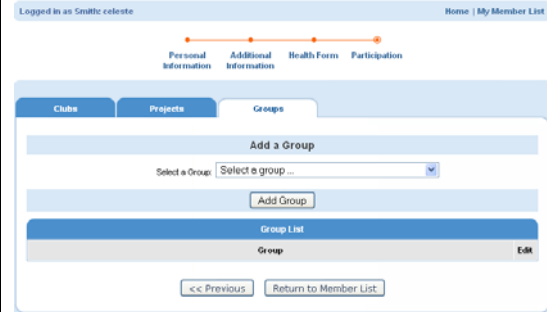 Logged in as Smith: celeste Home | My Member List
Personal Information Additional Information Health Form Participation
Clubs Projects Groups
Add a Group
Select a Group: Select a group ...
Add Group
Group List
Group Edit
<< Previous Return to Member List